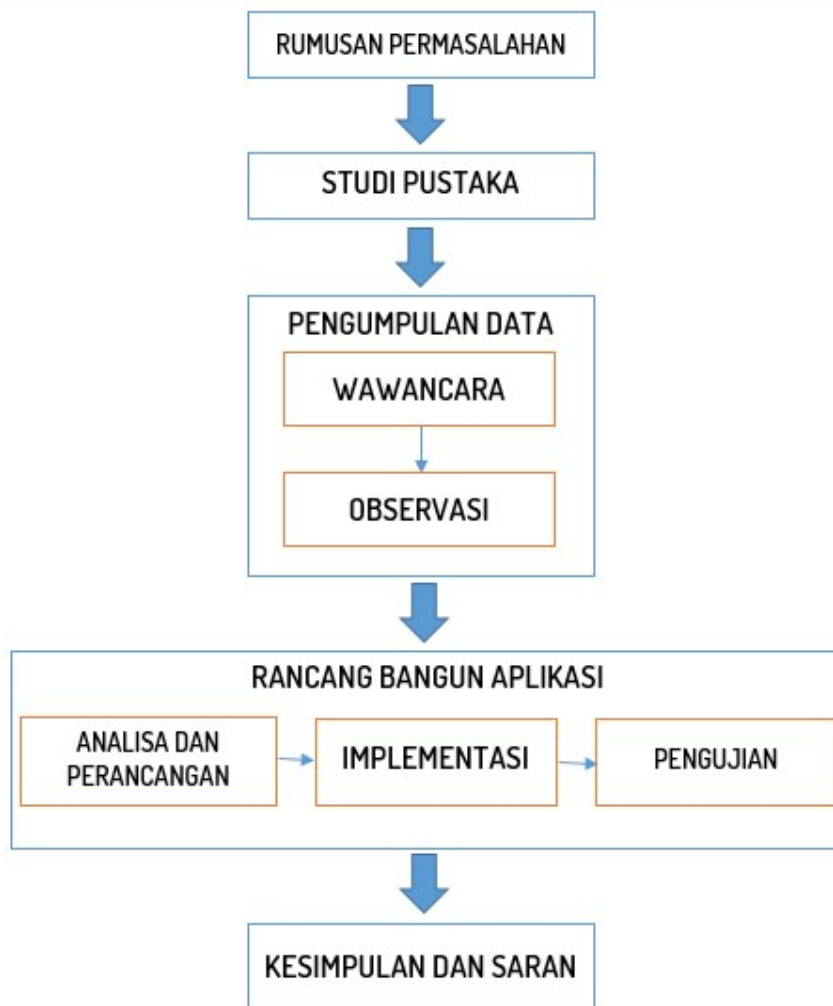 RUMUSAN PERMASALAHAN
STUDI PUSTAKA
PENGUMPULAN DATA
WAWANCARA
OBSERVASI
RANCANG BANGUN APLIKASI
ANALISA DAN
PERANCANGAN
IMPLEMENTASI
PENGUJIAN
KESIMPULAN DAN SARAN